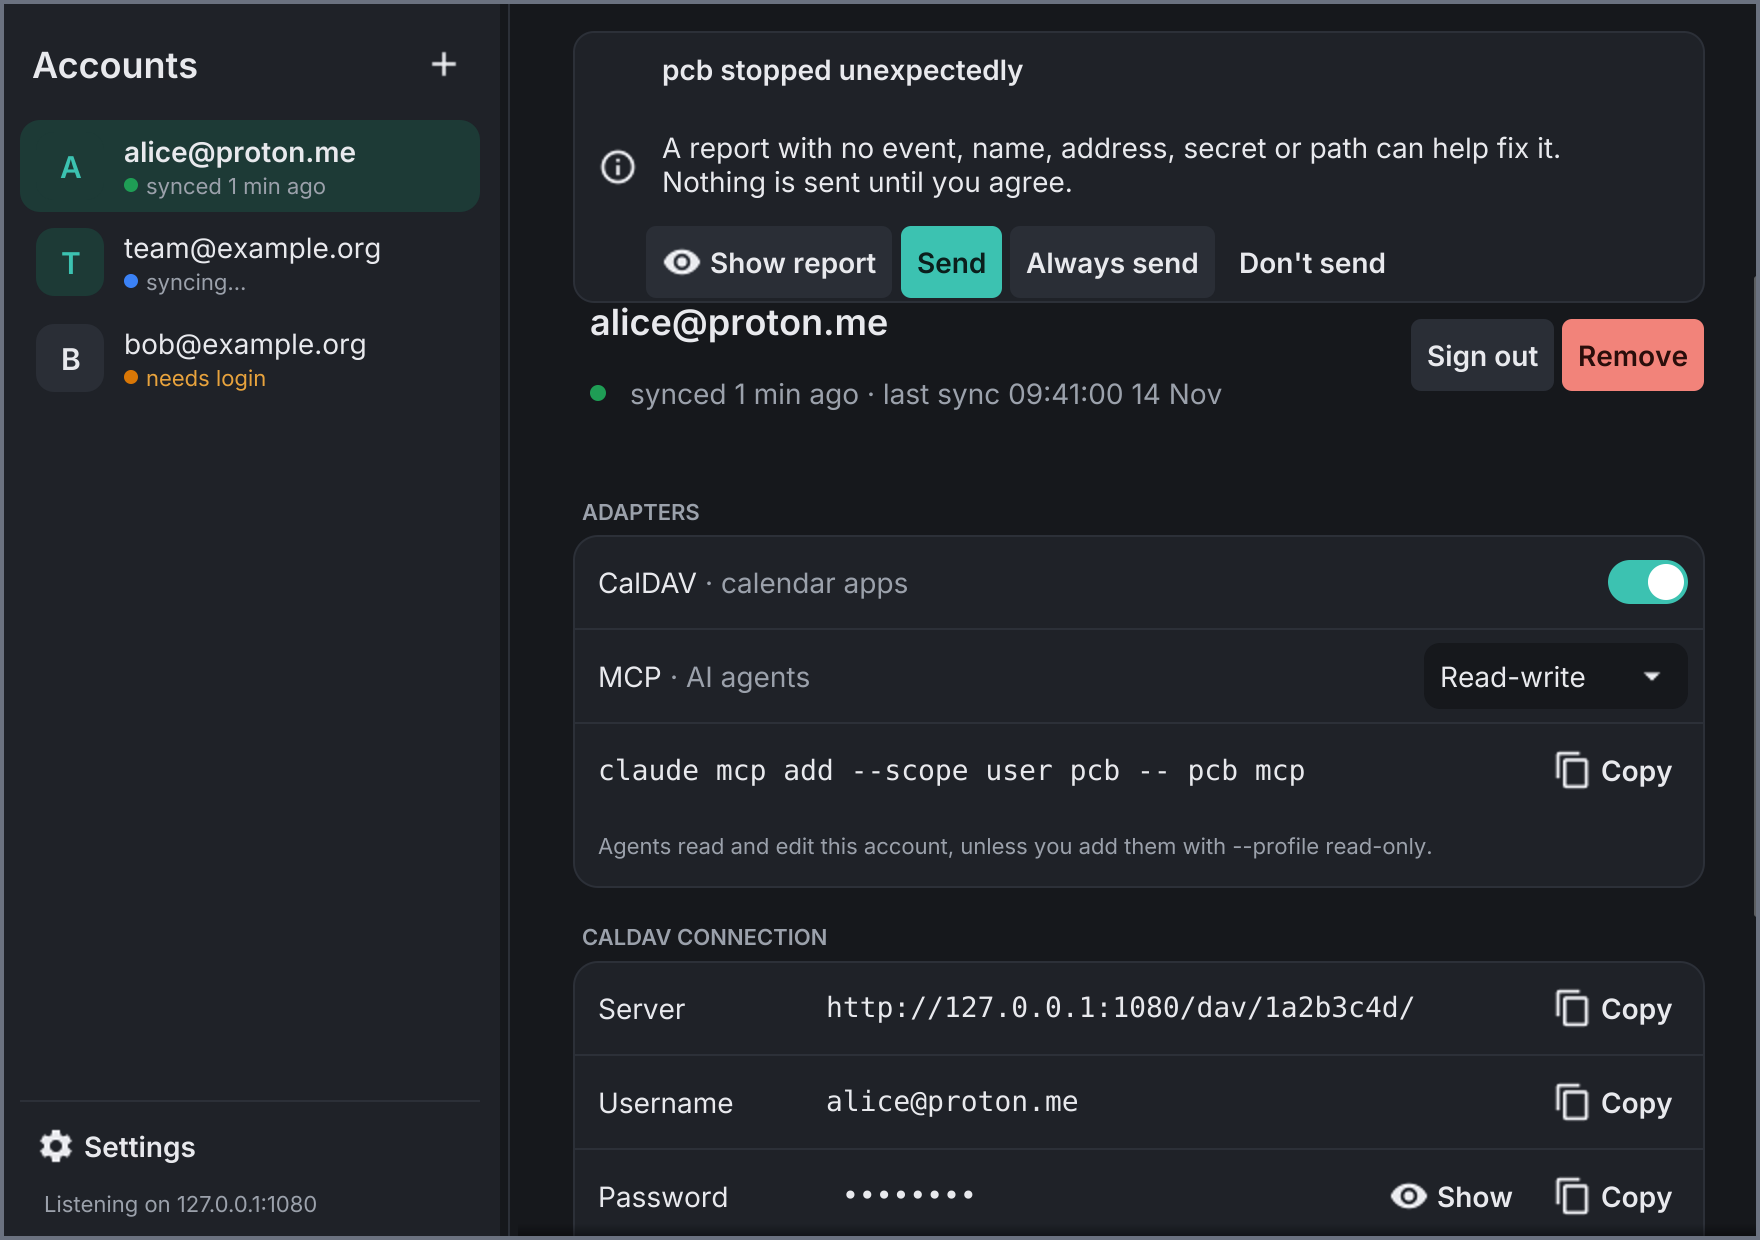 Accounts
+
A
alice@proton.me
synced 1 min ago
T
team@example.org
syncing...
B
bob@example.org
needs login
Settings
Listening on 127.0.0.1:1080
pcb stopped unexpectedly
A report with no event, name, address, secret or path can help fix it.
Nothing is sent until you agree.
Show report
Send
Always send
Don't send
alice@proton.me
synced 1 min ago · last sync 09:41:00 14 Nov
Sign out
Remove
ADAPTERS
CalDAV · calendar apps
MCP · AI agents
Read-write
claude mcp add --scope user pcb -- pcb mcp
Copy
Agents read and edit this account, unless you add them with --profile read-only.
CALDAV CONNECTION
Server
http://127.0.0.1:1080/dav/1a2b3c4d/
Copy
Username
alice@proton.me
Copy
Password
••••••••
Show
Copy